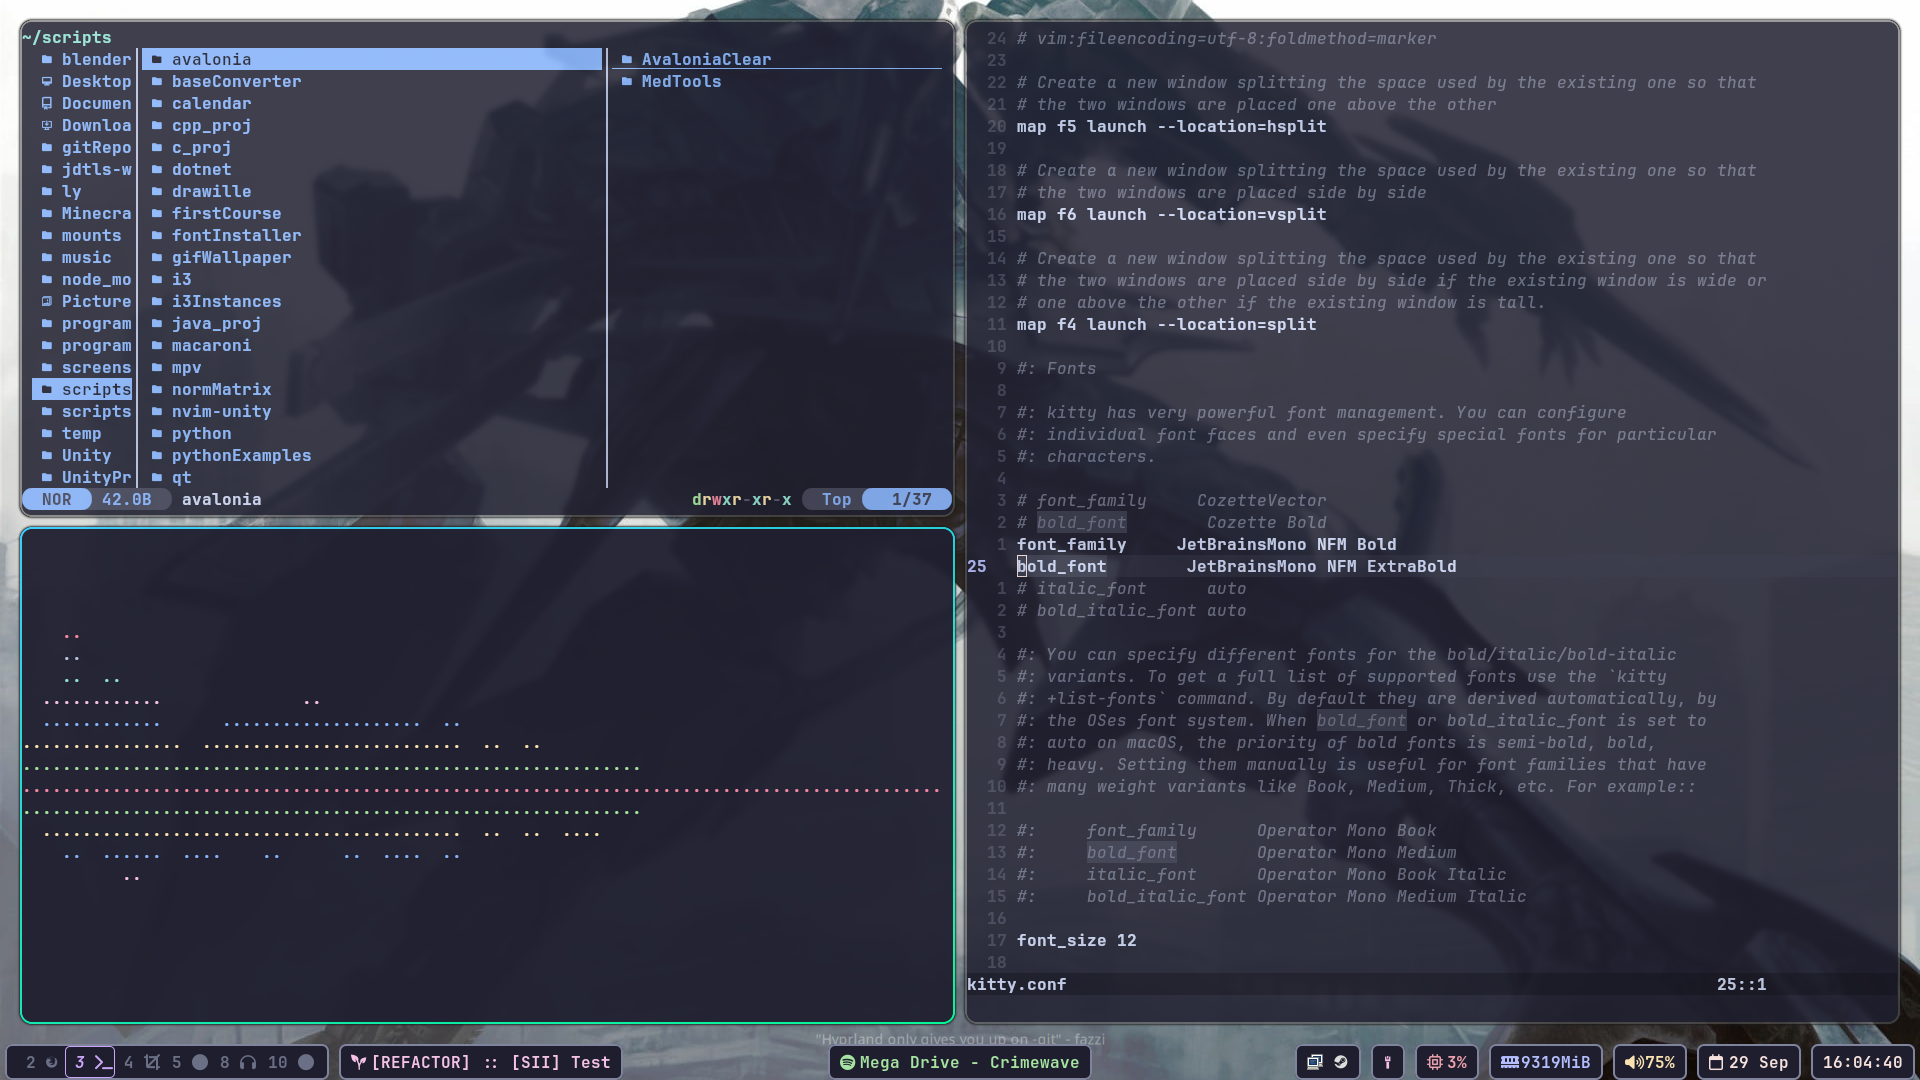 ~/scripts
blender
Desktop
Documen
Downloa
gitRepo
jdtls-w
ly
Minecra
mounts
music
node_mo
Picture
program
program
screens
scripts
scripts
temp
Unity
UnityPr
avalonia
baseConverter
calendar
cpp_proj
c_proj
dotnet
drawille
firstCourse
fontInstaller
gifWallpaper
i3
i3Instances
java_proj
macaroni
mpv
normMatrix
nvim-unity
python
pythonExamples
qt
AvaloniaClear
MedTools
NOR 42.0B avalonia drwxr-xr-x Top 1/37
24 # vim:fileencoding=utf-8:foldmethod=marker
23
22 # Create a new window splitting the space used by the existing one so that
21 # the two windows are placed one above the other
20 map f5 launch --location=hsplit
19
18 # Create a new window splitting the space used by the existing one so that
17 # the two windows are placed side by side
16 map f6 launch --location=vsplit
15
14 # Create a new window splitting the space used by the existing one so that
13 # the two windows are placed side by side if the existing window is wide or
12 # one above the other if the existing window is tall.
11 map f4 launch --location=split
10
9 #: Fonts
8
7 #: kitty has very powerful font management. You can configure
6 #: individual font faces and even specify special fonts for particular
5 #: characters.
4
3 # font_family     CozetteVector
2 # bold_font        Cozette Bold
1 font_family     JetBrainsMono NFM Bold
25 bold_font        JetBrainsMono NFM ExtraBold
1 # italic_font      auto
2 # bold_italic_font auto
3
4 #: You can specify different fonts for the bold/italic/bold-italic
5 #: variants. To get a full list of supported fonts use the `kitty
6 #: +list-fonts` command. By default they are derived automatically, by
7 #: the OSes font system. When bold_font or bold_italic_font is set to
8 #: auto on macOS, the priority of bold fonts is semi-bold, bold,
9 #: heavy. Setting them manually is useful for font families that have
10 #: many weight variants like Book, Medium, Thick, etc. For example::
11
12 #:     font_family      Operator Mono Book
13 #:     bold_font        Operator Mono Medium
14 #:     italic_font      Operator Mono Book Italic
15 #:     bold_italic_font Operator Mono Medium Italic
16
17 font_size 12
18
kitty.conf 25::1
"Hyprland only gives you up on -git" - fazzi
2 3 4 5 8 10 [REFACTOR] :: [SII] Test Mega Drive - Crimewave 3% 9319MiB 75% 29 Sep 16:04:40